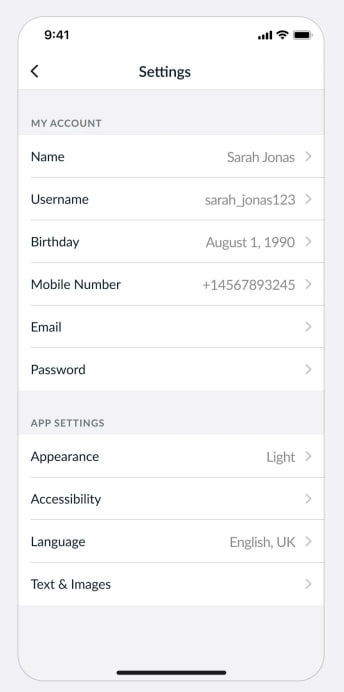 9:41
Settings
MY ACCOUNT
Name Sarah Jonas
Username sarah_jonas123
Birthday August 1, 1990
Mobile Number +14567893245
Email
Password
APP SETTINGS
Appearance Light
Accessibility
Language English, UK
Text & Images